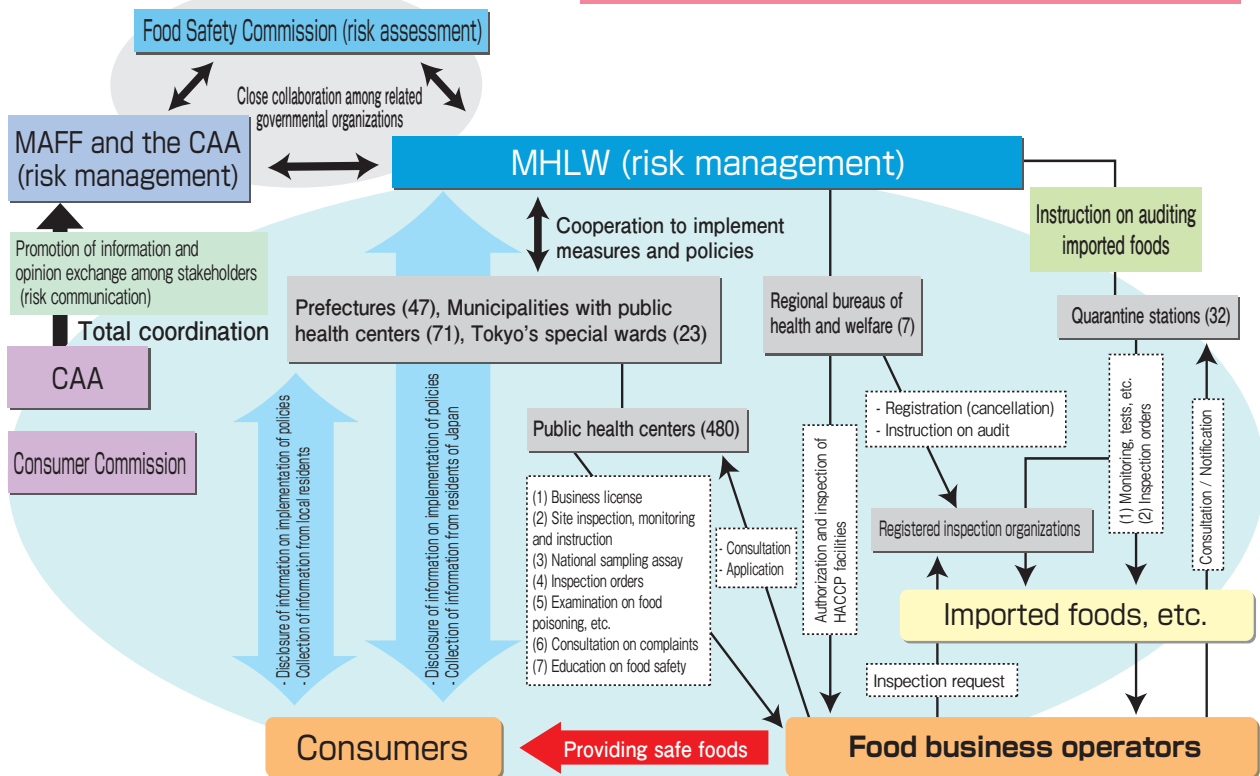 Food Safety Commission (risk assessment)
Close collaboration among related
governmental organizations
MAFF and the CAA
(risk management)
MHLW (risk management)
Promotion of information and
opinion exchange among stakeholders
(risk communication)
Total coordination
CAA
Consumer Commission
Cooperation to implement
measures and policies
Instruction on auditing
imported foods
Prefectures (47), Municipalities with public
health centers (71), Tokyo's special wards (23)
Regional bureaus of
health and welfare (7)
Quarantine stations (32)
- Disclosure of information on implementation of policies
- Collection of information from local residents
- Disclosure of information on implementation of policies
- Collection of information from residents of Japan
Public health centers (480)
(1) Business license
(2) Site inspection, monitoring
and instruction
(3) National sampling assay
(4) Inspection orders
(5) Examination on food
poisoning, etc.
(6) Consultation on complaints
(7) Education on food safety
- Consultation
- Application
Authorization and inspection of
HACCP facilities
- Registration (cancellation)
- Instruction on audit
Registered inspection organizations
(1) Monitoring, tests, etc.
(2) Inspection orders
Consultation / Notification
Imported foods, etc.
Inspection request
Consumers
Providing safe foods
Food business operators